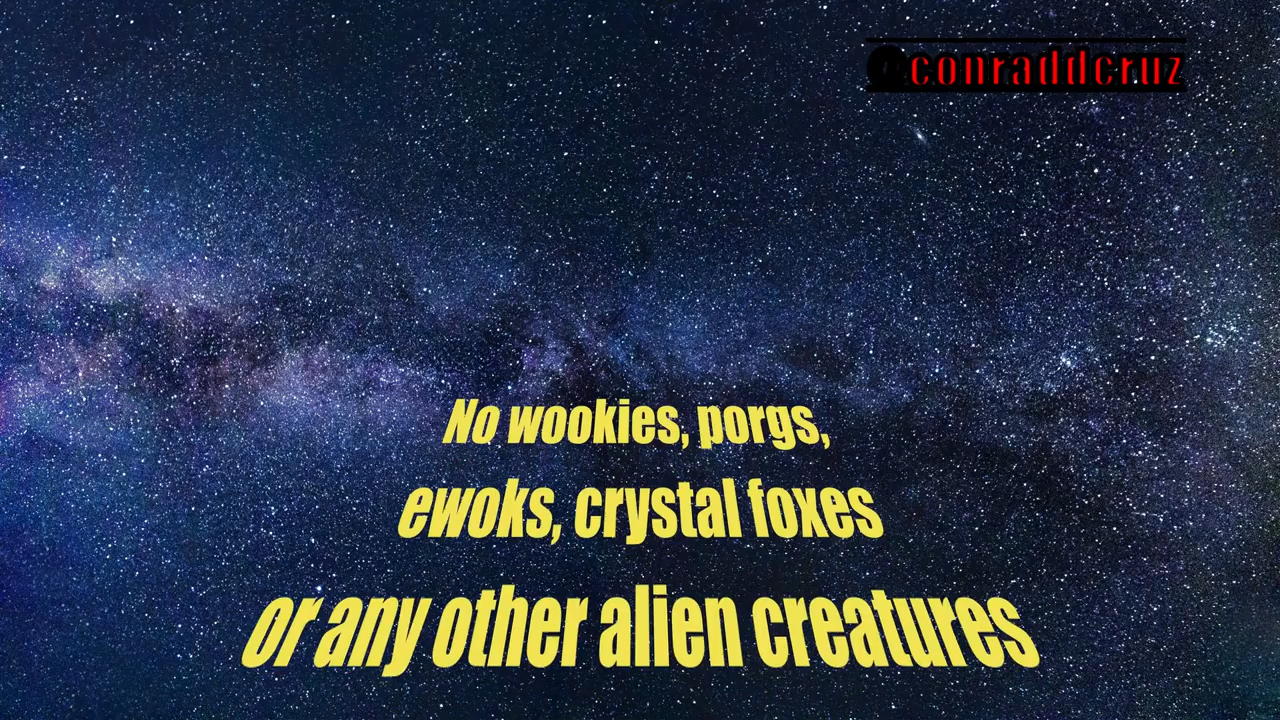 @conraddcruz
No wookies, porgs,
ewoks, crystal foxes
or any other alien creatures